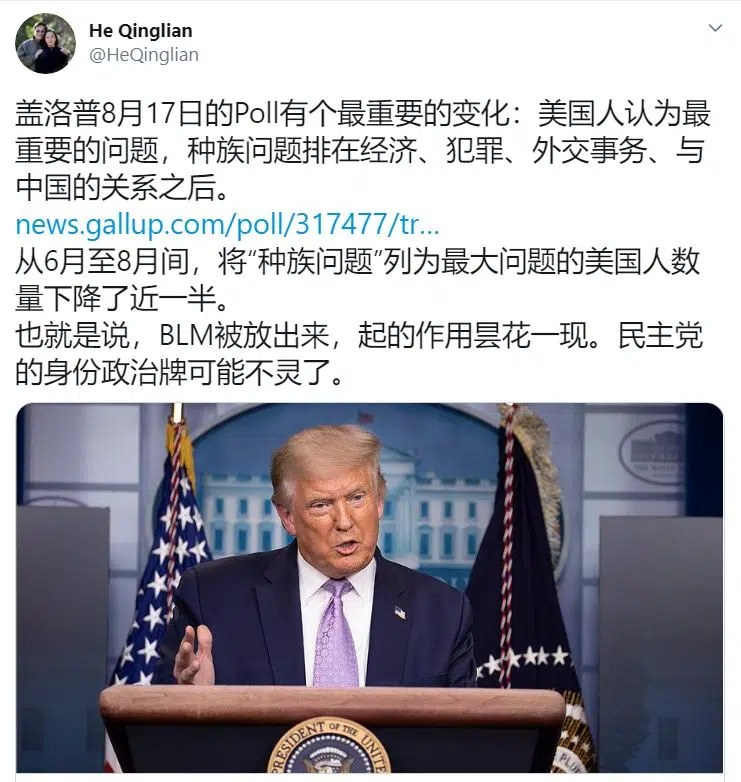 He Qinglian
@HeQinglian
盖洛普8月17日的Poll有个最重要的变化：美国人认为最
重要的问题，种族问题排在经济、犯罪、外交事务、与
中国的关系之后。
news.gallup.com/poll/317477/tr...
从6月至8月间，将“种族问题”列为最大问题的美国人数
量下降了近一半。
也就是说，BLM被放出来，起的作用昙花一现。民主党
的身份政治牌可能不灵了。
PRESIDENT OF THE UNITE